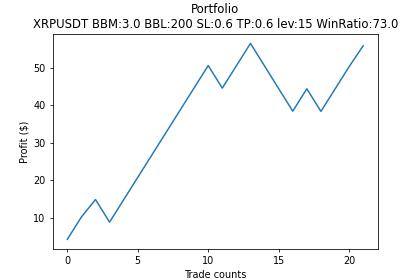 Portfolio
XRPUSDT BBM:3.0 BBL:200 SL:0.6 TP:0.6 lev:15 WinRatio:73.0
50
40
30
20
10
Profit ($)
0 5 10 15 20
Trade counts